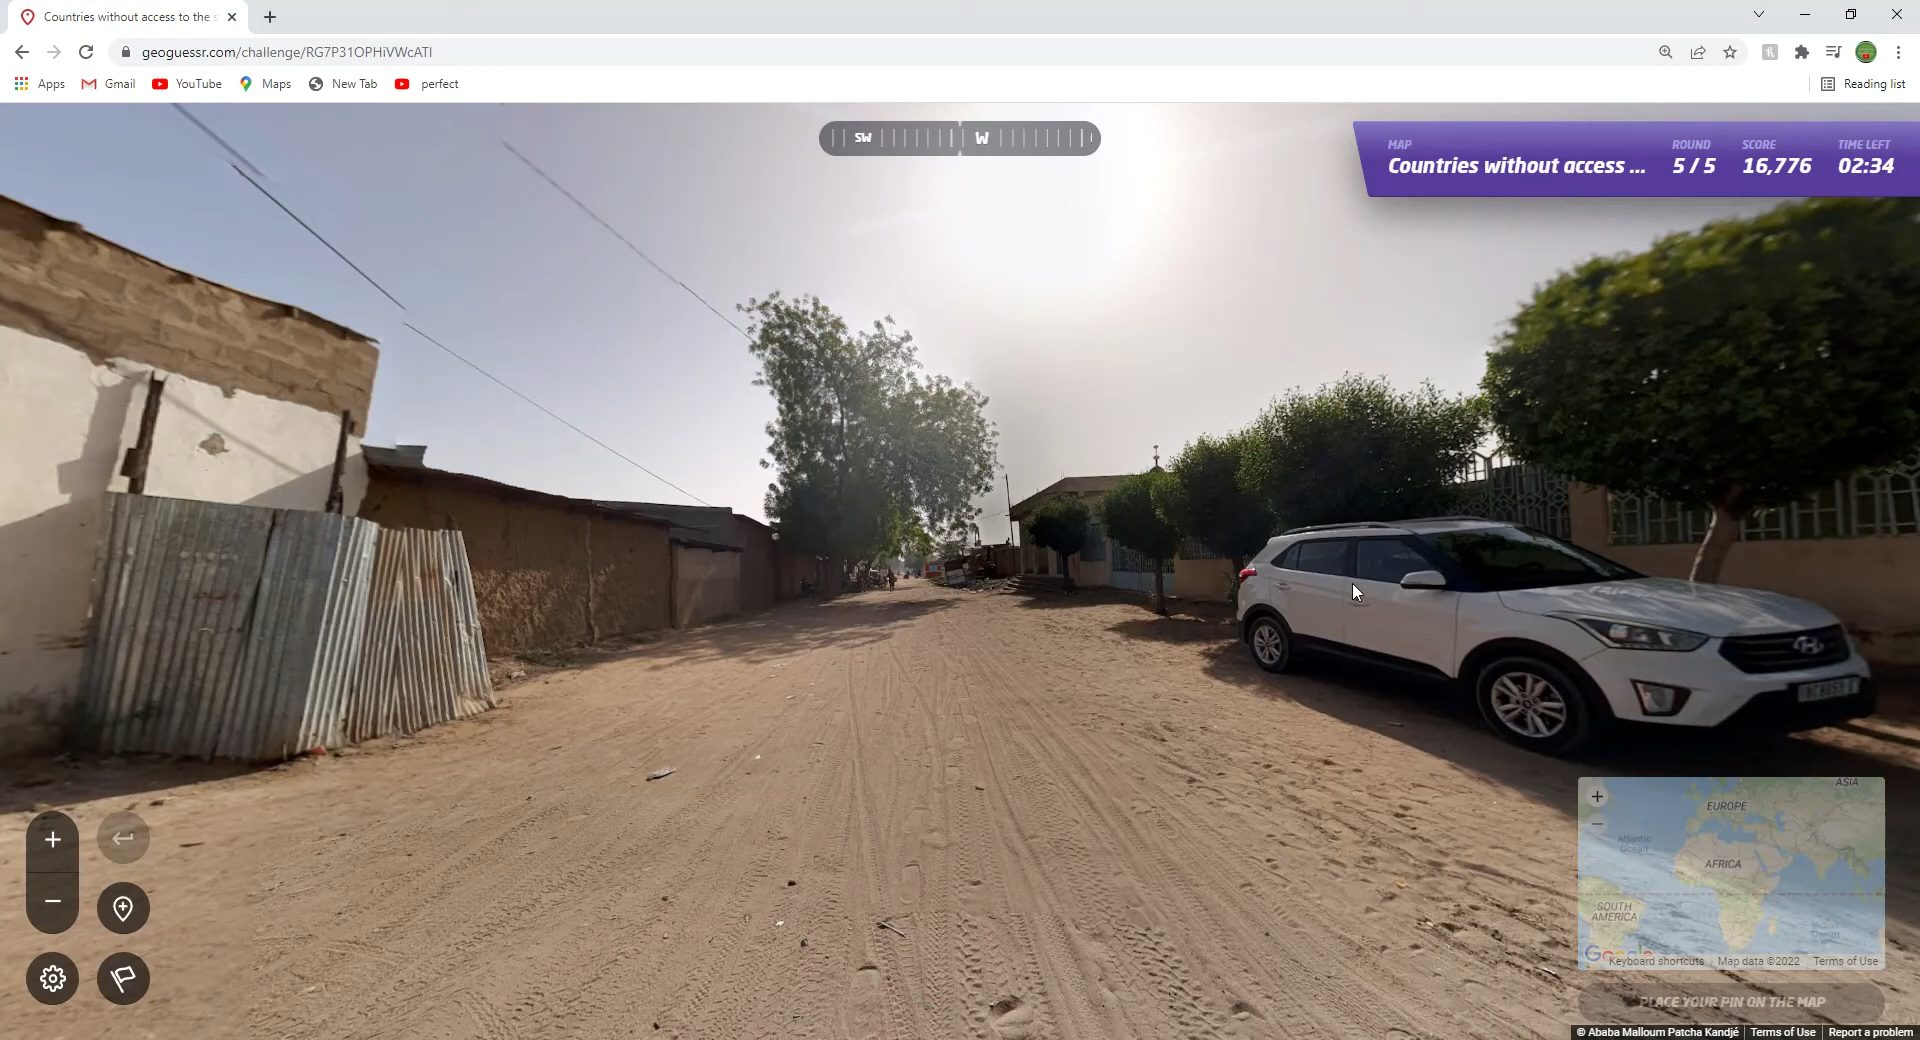 Countries without access to the s
geoguessr.com/challenge/RG7P31OPHiVWcATI
Apps
Gmail
YouTube
Maps
New Tab
perfect
Reading list
SW
W
MAP
Countries without access ...
ROUND
5 / 5
SCORE
16,776
TIME LEFT
02:34
ASIA
EUROPE
Atlantic Ocean
AFRICA
SOUTH
AMERICA
Indian
Ocean
Google
Keyboard shortcuts
Map data ©2022
Terms of Use
PLACE YOUR PIN ON THE MAP
© Ababa Malloum Patcha Kandjé
Terms of Use
Report a problem